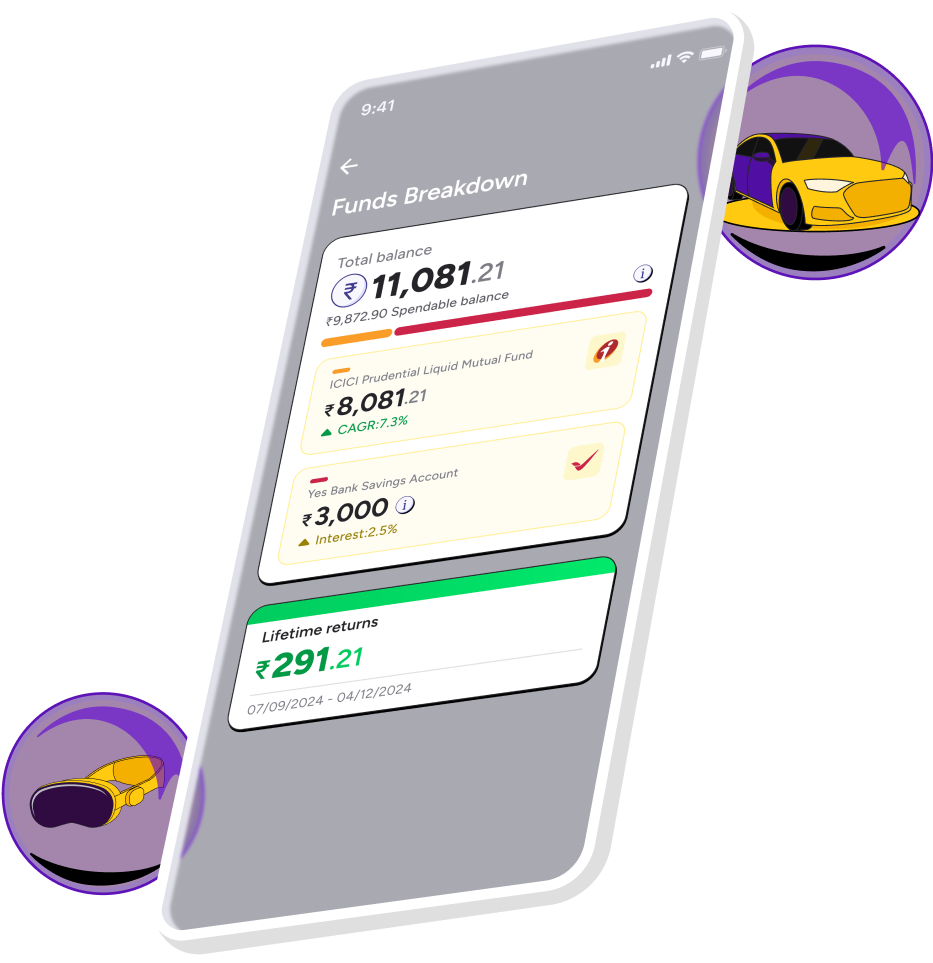 9:41
Funds Breakdown
Total balance
₹ 11,081.21
₹9,872.90 Spendable balance
i
ICICI Prudential Liquid Mutual Fund
₹8,081.21
CAGR:7.3%
Yes Bank Savings Account
₹3,000 i
Interest:2.5%
Lifetime returns
₹291.21
07/09/2024 - 04/12/2024